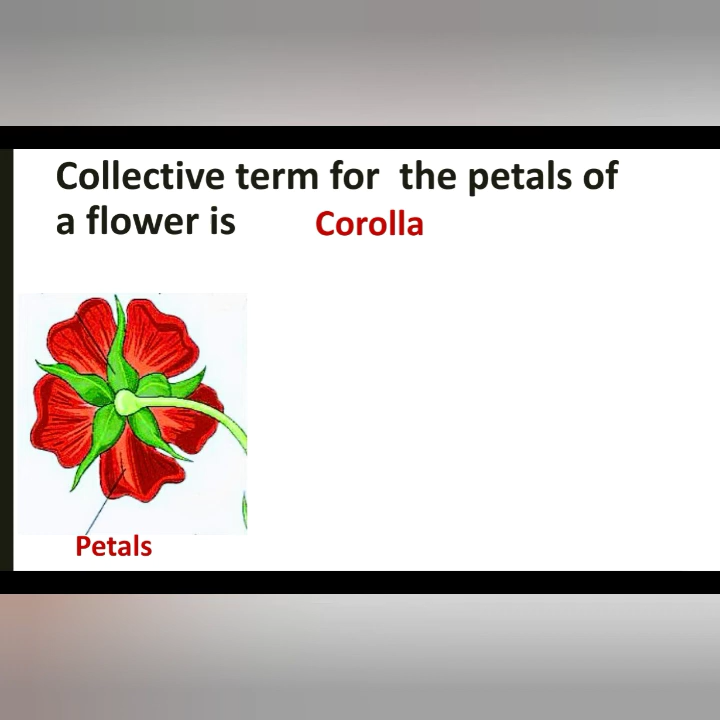 Collective term for  the petals of
a flower is Corolla
Petals